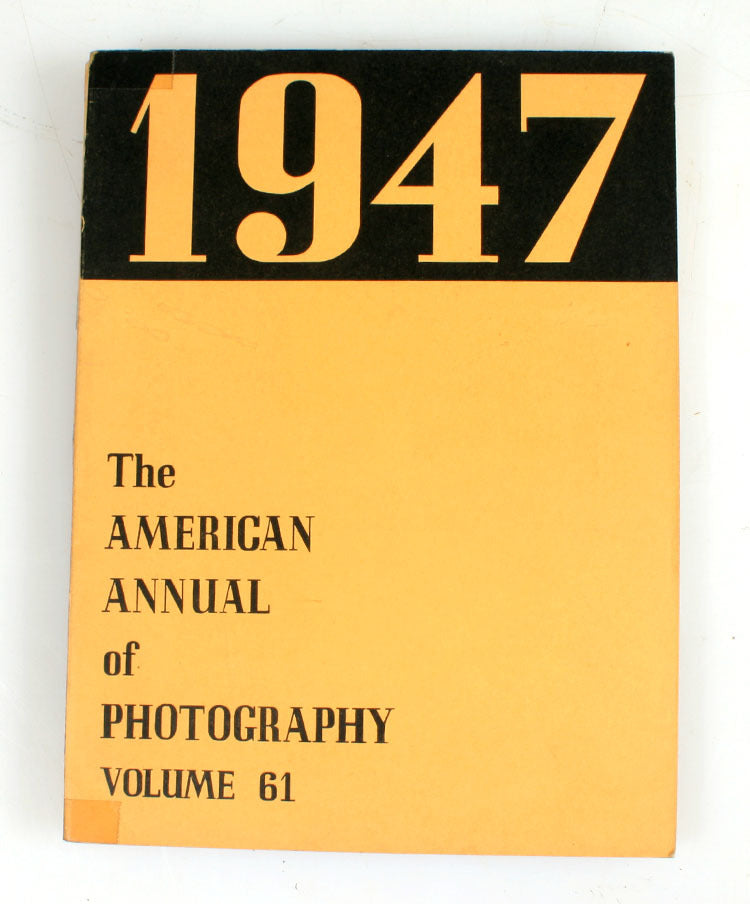 1947
The
AMERICAN
ANNUAL
of
PHOTOGRAPHY
VOLUME 61